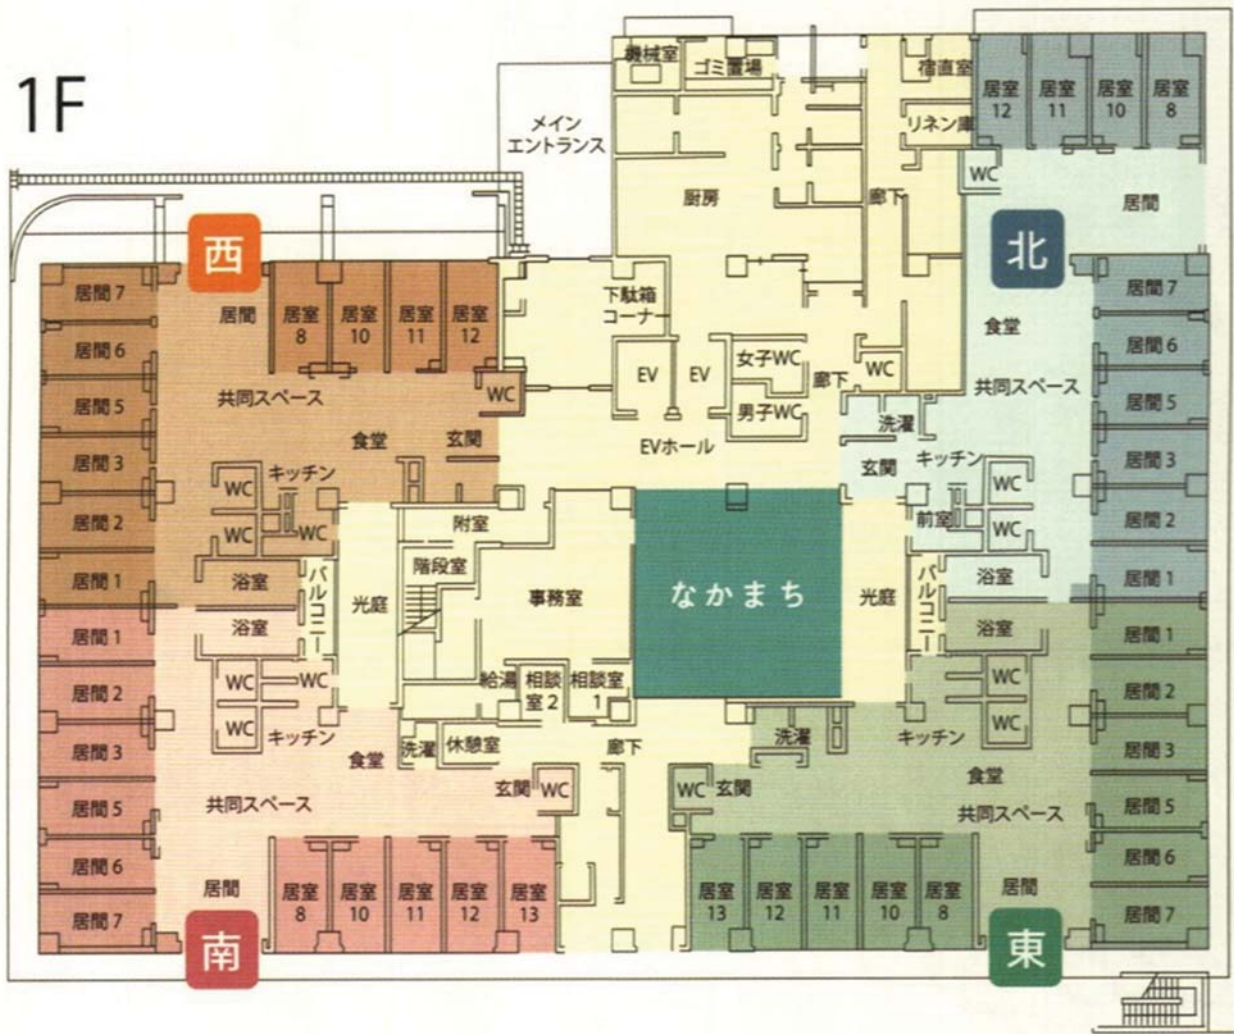 1F
機械室
ゴミ置場
宿直室
メイン
エントランス
リネン庫
居室
12
居室
11
居室
10
居室
8
WC
厨房
廊下
居間
西
北
居間7
居間6
居間5
居間3
居間2
居間1
居間
居室
8
居室
10
居室
11
居室
12
WC
共同スペース
食堂
玄関
キッチン
WC
WC
WC
浴室
バルコニー
下駄箱
コーナー
EV
EV
女子WC
男子WC
廊下
WC
EVホール
食堂
共同スペース
洗濯
玄関
キッチン
前室
WC
WC
浴室
バルコニー
居間7
居間6
居間5
居間3
居間2
居間1
附室
階段室
光庭
事務室
なかまち
光庭
給湯
相談
室2
相談室
1
休憩室
洗濯
廊下
居間1
居間2
居間3
居間5
居間6
居間7
浴室
WC
WC
WC
キッチン
食堂
共同スペース
玄関
WC
居間
居室
8
居室
10
居室
11
居室
12
居室
13
南
浴室
WC
WC
洗濯
キッチン
食堂
共同スペース
WC
玄関
居間
居室
13
居室
12
居室
11
居室
10
居室
8
居間1
居間2
居間3
居間5
居間6
居間7
東